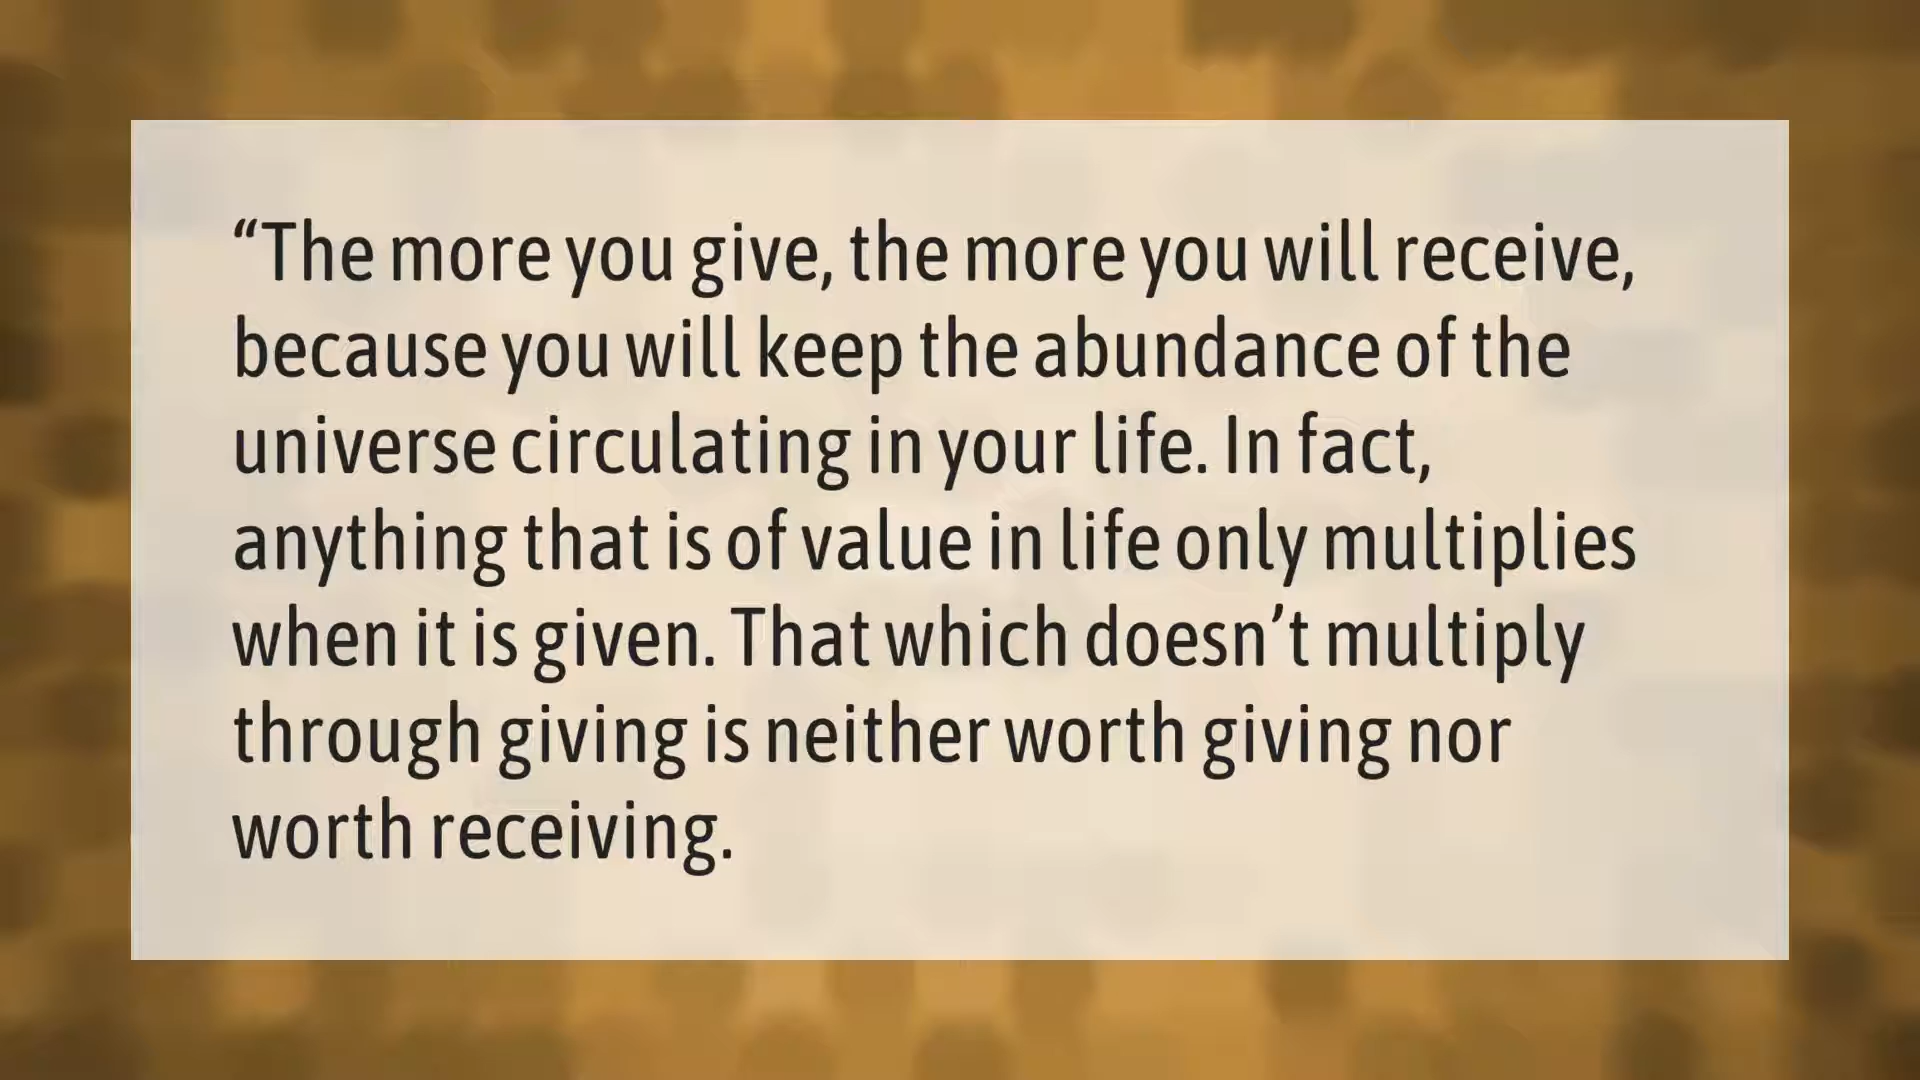 “The more you give, the more you will receive,
because you will keep the abundance of the
universe circulating in your life. In fact,
anything that is of value in life only multiplies
when it is given. That which doesn’t multiply
through giving is neither worth giving nor
worth receiving.